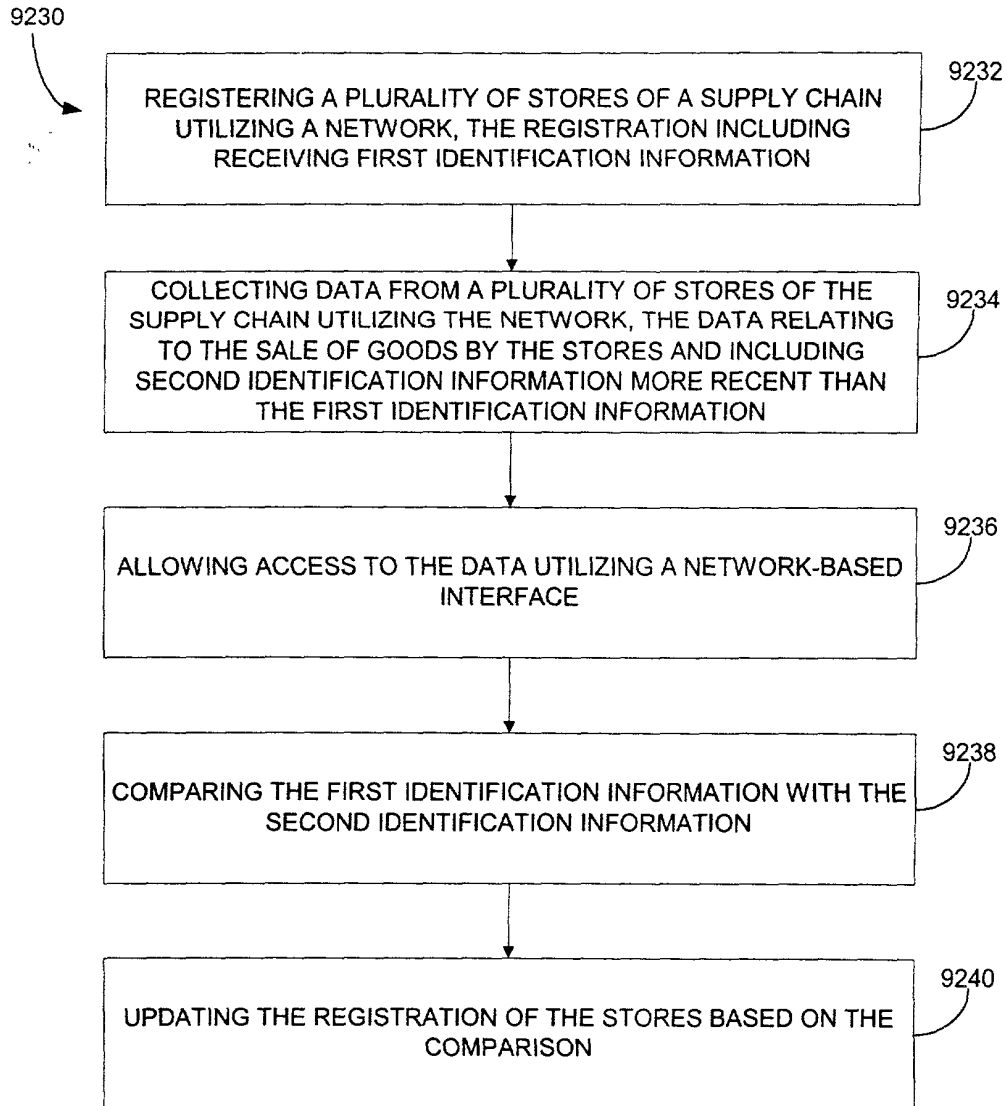 9230
9232
REGISTERING A PLURALITY OF STORES OF A SUPPLY CHAIN
UTILIZING A NETWORK, THE REGISTRATION INCLUDING
RECEIVING FIRST IDENTIFICATION INFORMATION
9234
COLLECTING DATA FROM A PLURALITY OF STORES OF THE
SUPPLY CHAIN UTILIZING THE NETWORK, THE DATA RELATING
TO THE SALE OF GOODS BY THE STORES AND INCLUDING
SECOND IDENTIFICATION INFORMATION MORE RECENT THAN
THE FIRST IDENTIFICATION INFORMATION
9236
ALLOWING ACCESS TO THE DATA UTILIZING A NETWORK-BASED
INTERFACE
9238
COMPARING THE FIRST IDENTIFICATION INFORMATION WITH THE
SECOND IDENTIFICATION INFORMATION
9240
UPDATING THE REGISTRATION OF THE STORES BASED ON THE
COMPARISON